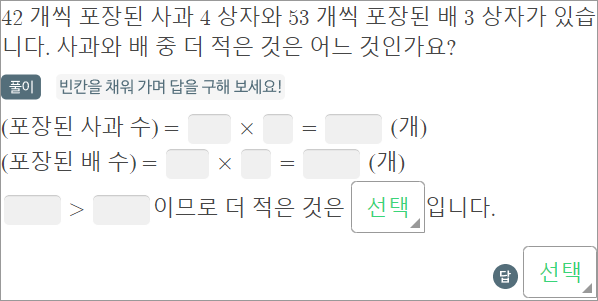 42 개씩 포장된 사과 4 상자와 53 개씩 포장된 배 3 상자가 있습
니다. 사과와 배 중 더 적은 것은 어느 것인가요?
풀이 빈칸을 채워 가며 답을 구해 보세요!
(포장된 사과 수) = × = (개)
(포장된 배 수) = × = (개)
> 이므로 더 적은 것은 선택 입니다.
답 선택